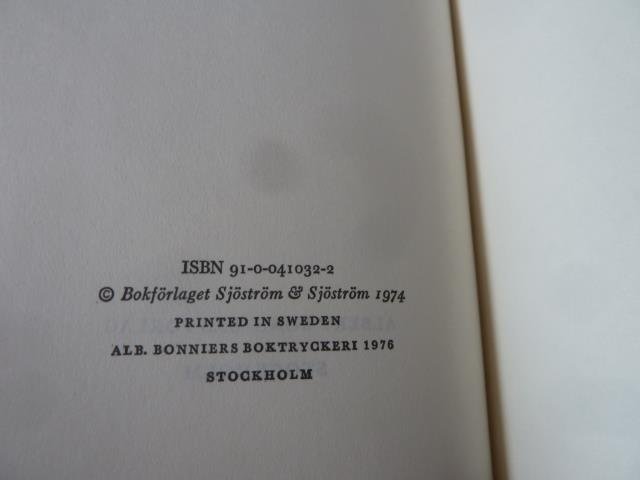 ISBN 91-0-041032-2
© Bokförlaget Sjöström & Sjöström 1974
PRINTED IN SWEDEN
ALB. BONNIERS BOKTRYCKERI 1976
STOCKHOLM